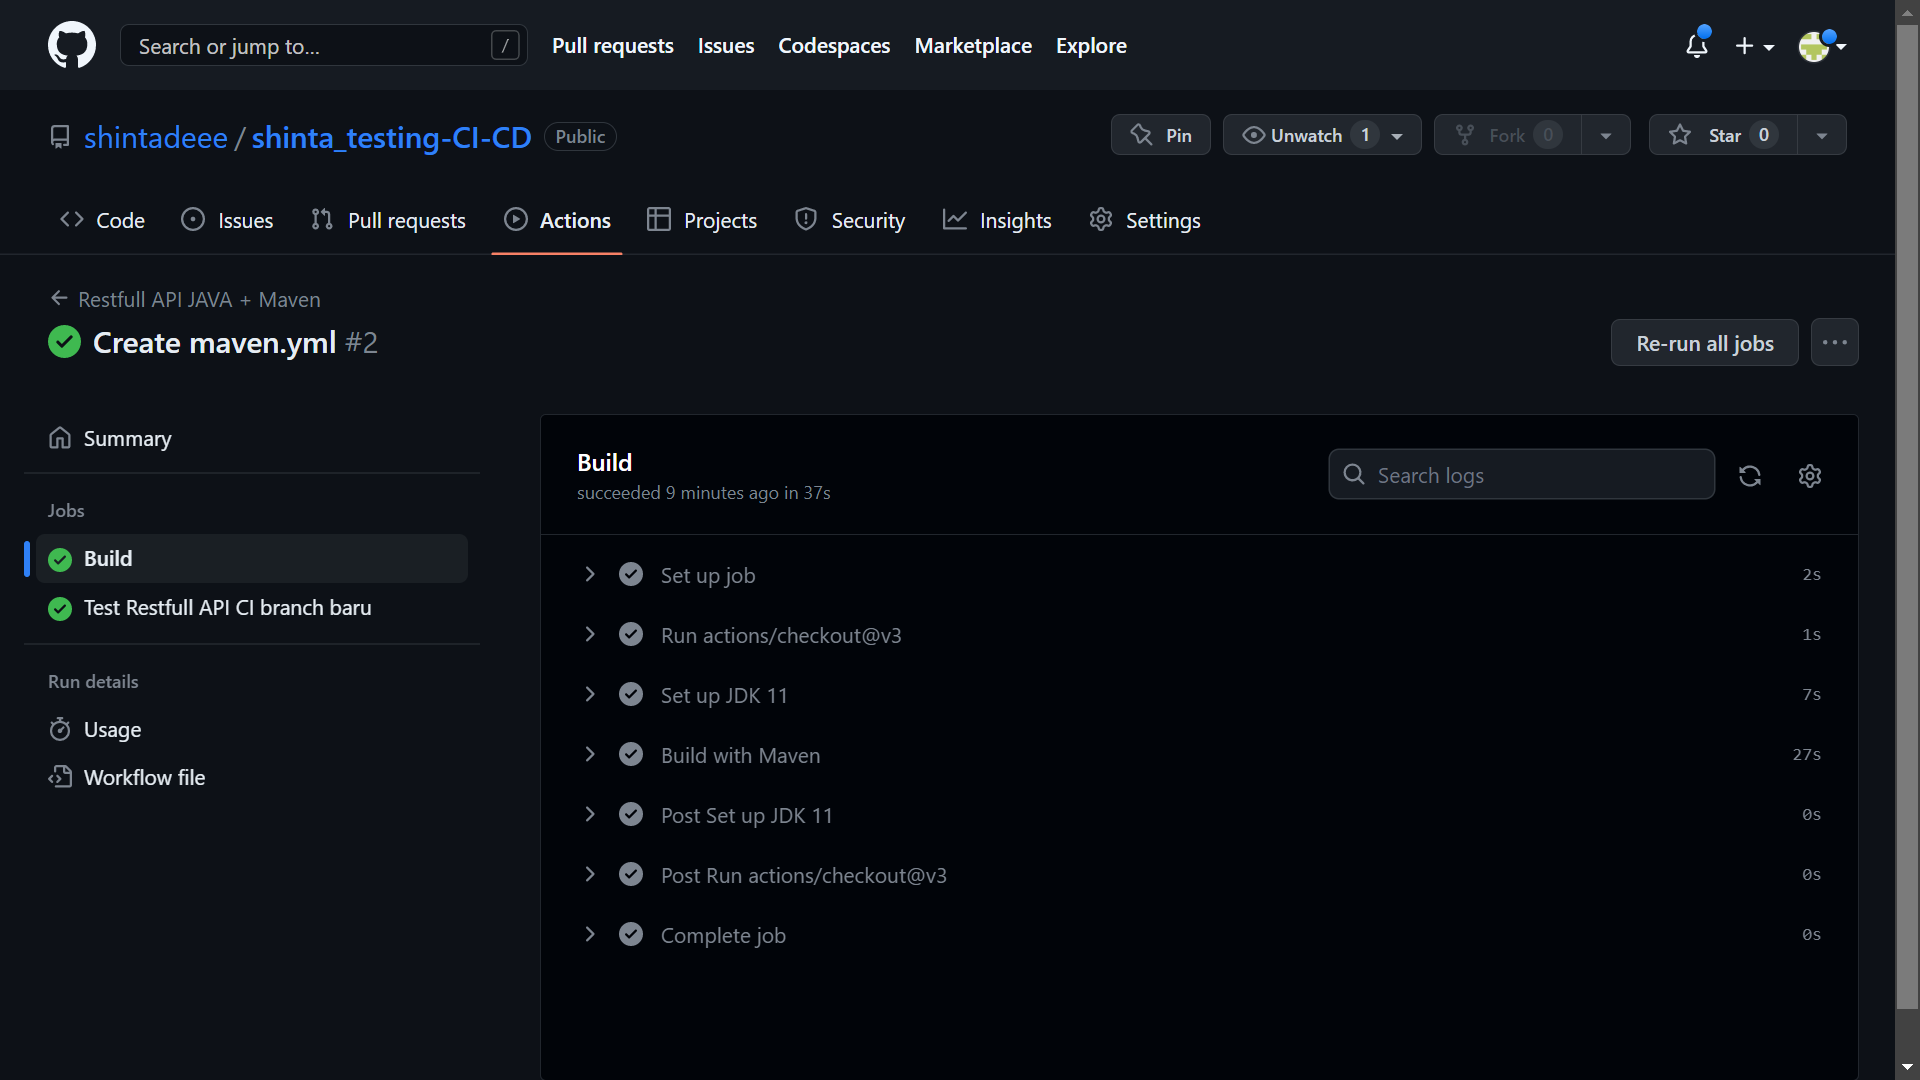 Search or jump to... /
Pull requests Issues Codespaces Marketplace Explore
shintadeeee / shinta_testing-CI-CD Public
Pin Unwatch 1 Fork 0 Star 0
Code Issues Pull requests Actions Projects Security Insights Settings
Restfull API JAVA + Maven
Create maven.yml #2
Re-run all jobs
Summary
Jobs
Build
Test Restfull API CI branch baru
Run details
Usage
Workflow file
Build
succeeded 9 minutes ago in 37s
Search logs
Set up job 2s
Run actions/checkout@v3 1s
Set up JDK 11 7s
Build with Maven 27s
Post Set up JDK 11 0s
Post Run actions/checkout@v3 0s
Complete job 0s